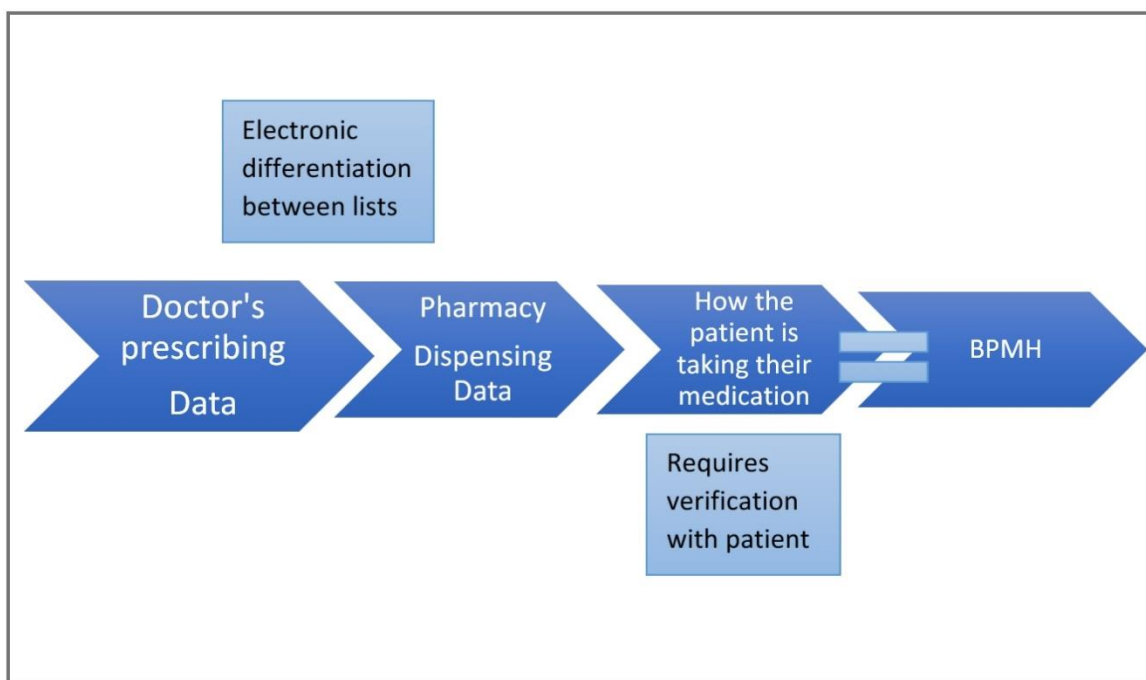 Electronic
differentiation
between lists
Doctor's
prescribing
Data
Pharmacy
Dispensing
Data
How the
patient is
taking their
medication
BPMH
Requires
verification
with patient